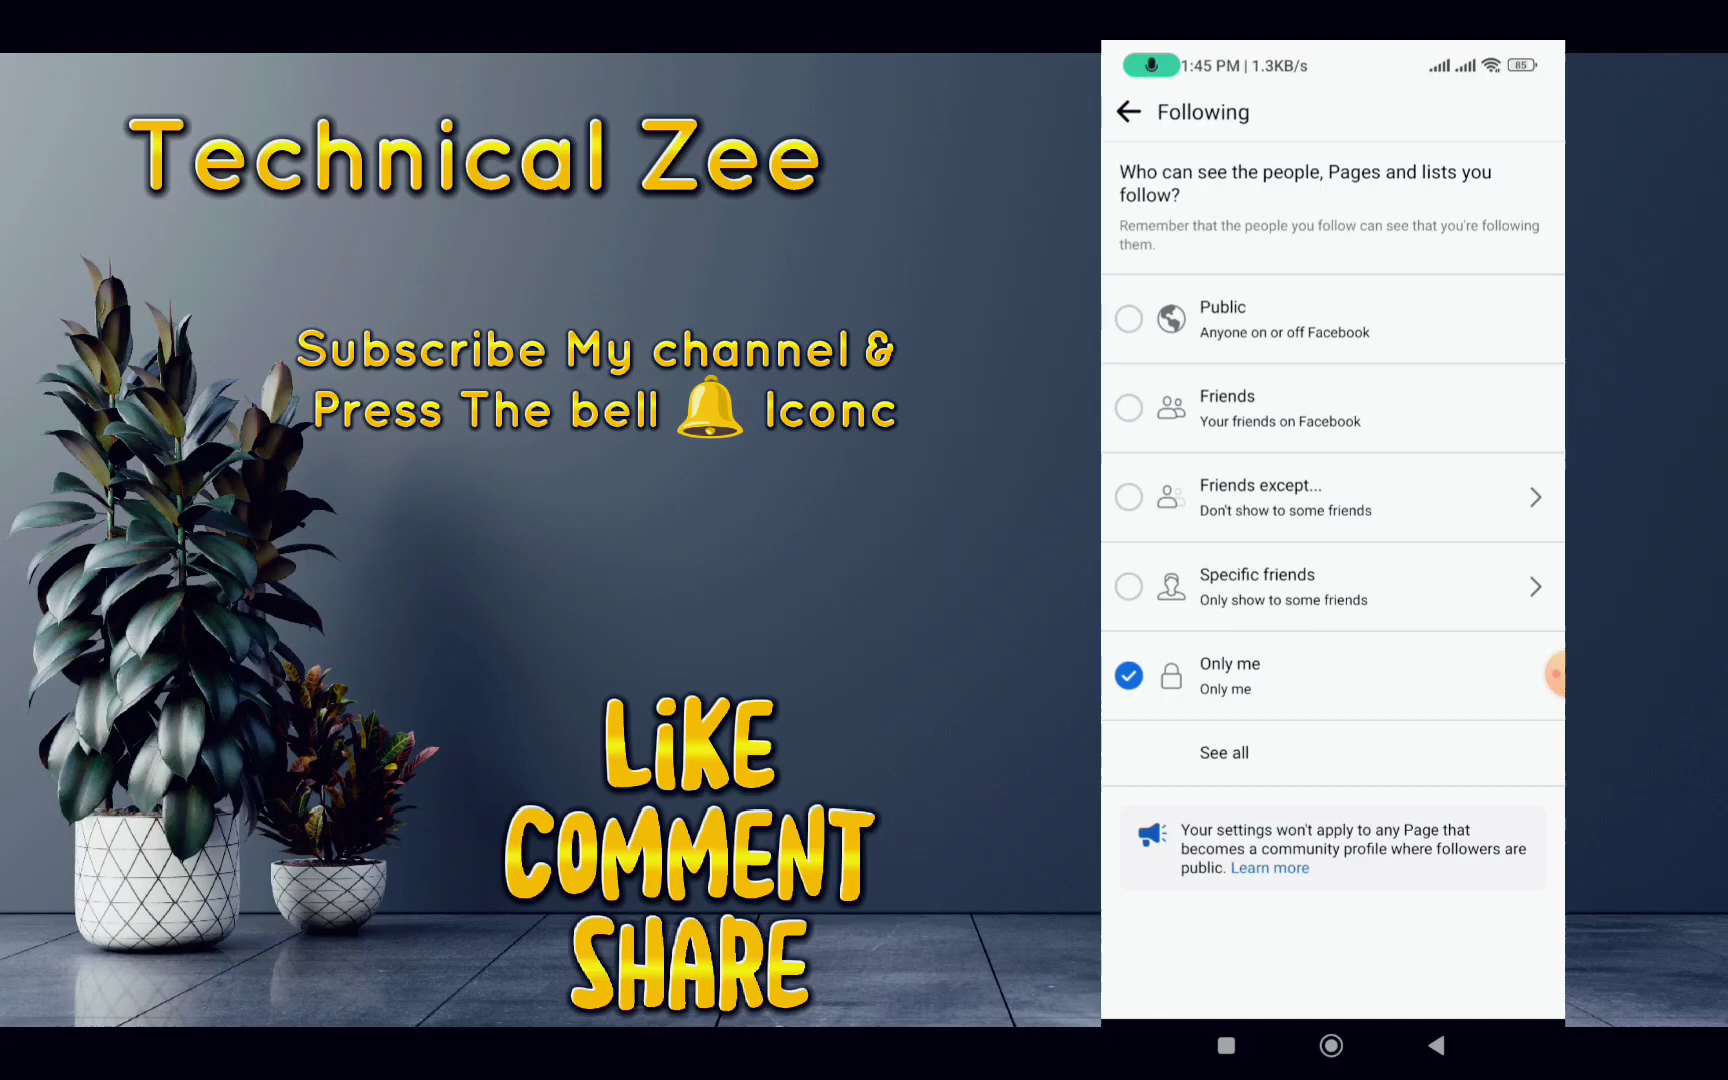 Technical Zee
Subscribe My channel &
Press The bell 🔔 Iconc
LiKE
COMMENT
SHARE
1:45 PM | 1.3KB/s
85
Following
Who can see the people, Pages and lists you
follow?
Remember that the people you follow can see that you're following
them.
Public
Anyone on or off Facebook
Friends
Your friends on Facebook
Friends except...
Don't show to some friends
Specific friends
Only show to some friends
Only me
Only me
See all
Your settings won't apply to any Page that
becomes a community profile where followers are
public. Learn more